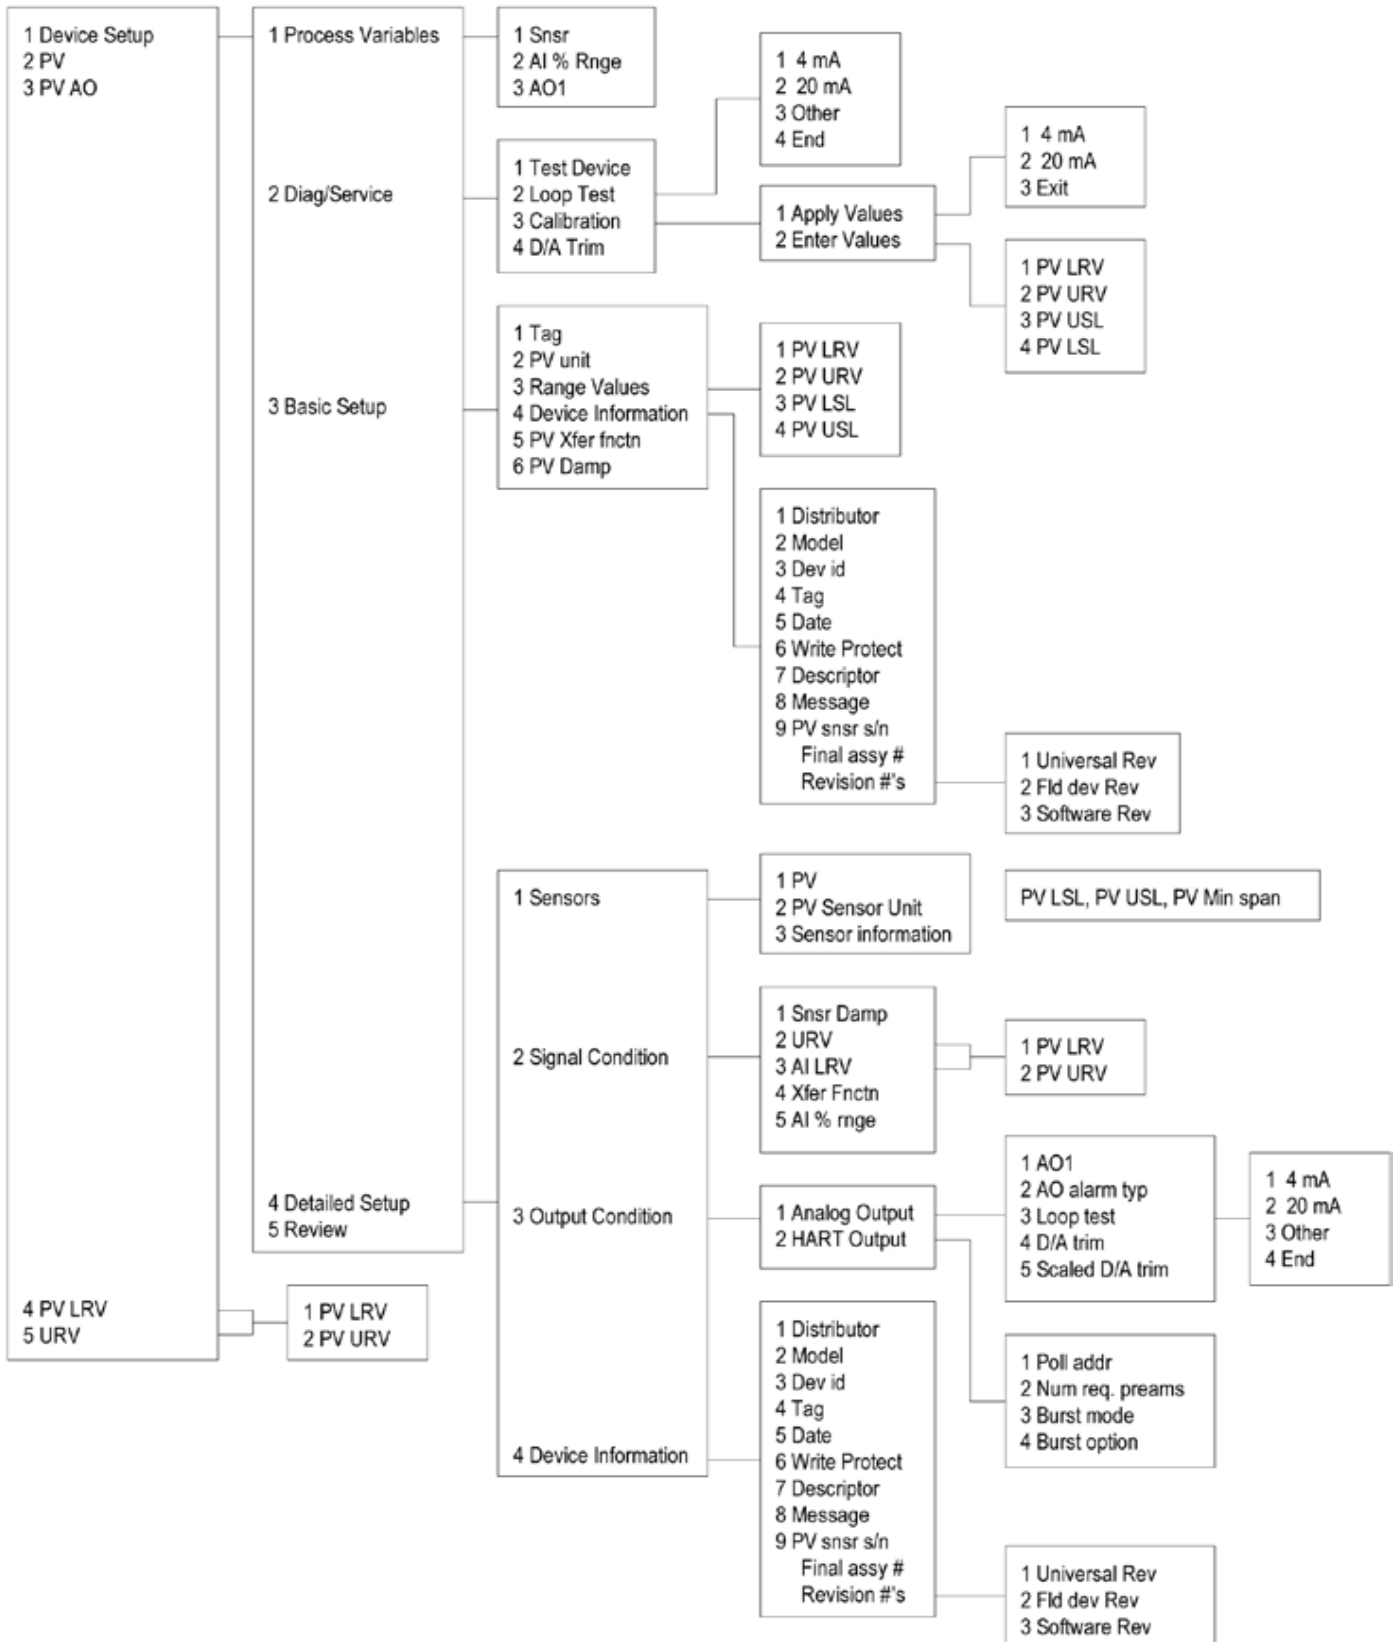 1 Device Setup
2 PV
3 PV AO
4 PV LRV
5 URV
1 PV LRV
2 PV URV
1 Process Variables
2 Diag/Service
3 Basic Setup
4 Detailed Setup
5 Review
1 Snsr
2 AI % Rnge
3 AO1
1 Test Device
2 Loop Test
3 Calibration
4 D/A Trim
1 4 mA
2 20 mA
3 Other
4 End
1 Apply Values
2 Enter Values
1 4 mA
2 20 mA
3 Exit
1 PV LRV
2 PV URV
3 PV USL
4 PV LSL
1 Tag
2 PV unit
3 Range Values
4 Device Information
5 PV Xfer fnctn
6 PV Damp
1 PV LRV
2 PV URV
3 PV LSL
4 PV USL
1 Distributor
2 Model
3 Dev id
4 Tag
5 Date
6 Write Protect
7 Descriptor
8 Message
9 PV snsr s/n
Final assy #
Revision #'s
1 Universal Rev
2 Fld dev Rev
3 Software Rev
1 Sensors
2 Signal Condition
3 Output Condition
4 Device Information
1 PV
2 PV Sensor Unit
3 Sensor information
PV LSL, PV USL, PV Min span
1 Snsr Damp
2 URV
3 AI LRV
4 Xfer Fnctn
5 AI % rnge
1 PV LRV
2 PV URV
1 Analog Output
2 HART Output
1 AO1
2 AO alarm typ
3 Loop test
4 D/A trim
5 Scaled D/A trim
1 4 mA
2 20 mA
3 Other
4 End
1 Poll addr
2 Num req. preams
3 Burst mode
4 Burst option
1 Distributor
2 Model
3 Dev id
4 Tag
5 Date
6 Write Protect
7 Descriptor
8 Message
9 PV snsr s/n
Final assy #
Revision #'s
1 Universal Rev
2 Fld dev Rev
3 Software Rev